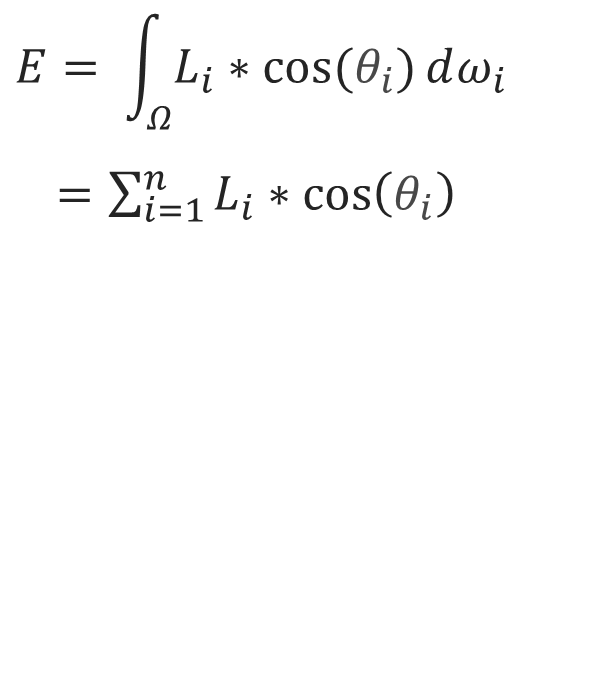 E = ∫_Ω L_i * cos(θ_i) dω_i
= ∑_{i=1}^{n} L_i * cos(θ_i)